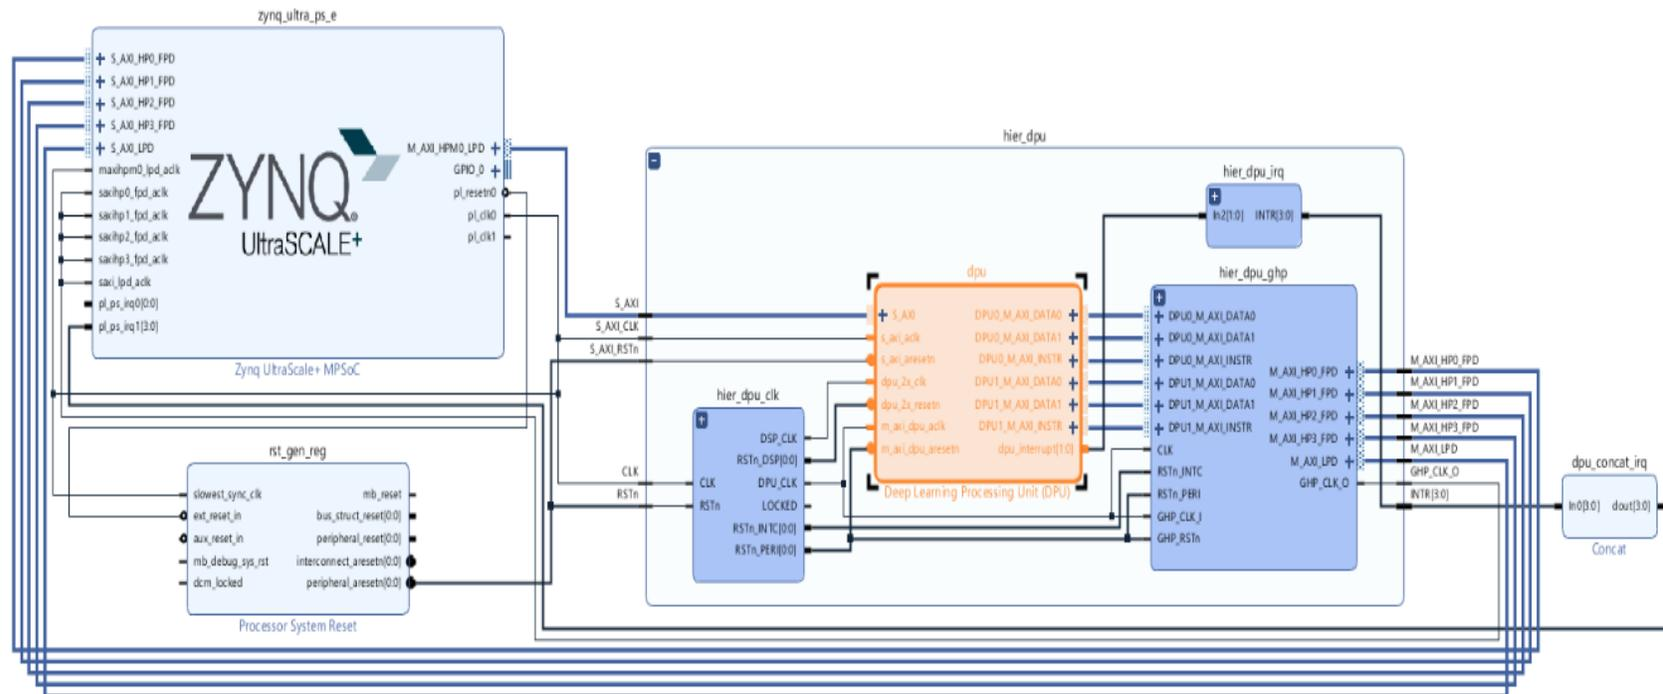 zynq_ultra_ps_e
S_AXI_HP0_FPD
S_AXI_HP1_FPD
S_AXI_HP2_FPD
S_AXI_HP3_FPD
S_AXI_LPD
maxihpm0_lpd_aclk
saxihp0_fpd_aclk
saxihp1_fpd_aclk
saxihp2_fpd_aclk
saxihp3_fpd_aclk
saxi_lpd_aclk
pl_ps_irq0[0:0]
pl_ps_irq1[3:0]
ZYNQ
UltraSCALE+
M_AXI_HPM0_LPD
GPIO_0
pl_resetn0
pl_clk0
pl_clk1
Zynq UltraScale+ MPSoC
rst_gen_reg
slowest_sync_clk
ext_reset_in
aux_reset_in
mb_debug_sys_rst
dcm_locked
mb_reset
bus_struct_reset[0:0]
peripheral_reset[0:0]
interconnect_aresetn[0:0]
peripheral_aresetn[0:0]
Processor System Reset
hier_dpu
S_AXI
S_AXI_CLK
S_AXI_RSTn
CLK
RSTn
hier_dpu_clk
CLK
RSTn
DSP_CLK
RSTn_DSP[0:0]
DPU_CLK
LOCKED
RSTn_INTC[0:0]
RSTn_PERI[0:0]
dpu
S_AXI
s_axi_aclk
s_axi_aresetn
dpu_2x_clk
dpu_2x_resetn
m_axi_dpu_aclk
m_axi_dpu_aresetn
DPU0_M_AXI_DATA0
DPU0_M_AXI_DATA1
DPU0_M_AXI_INSTR
DPU1_M_AXI_DATA0
DPU1_M_AXI_DATA1
DPU1_M_AXI_INSTR
dpu_interrupt[1:0]
Deep Learning Processing Unit (DPU)
hier_dpu_irq
In2[1:0]
INTR[3:0]
hier_dpu_ghp
DPU0_M_AXI_DATA0
DPU0_M_AXI_DATA1
DPU0_M_AXI_INSTR
DPU1_M_AXI_DATA0
DPU1_M_AXI_DATA1
DPU1_M_AXI_INSTR
CLK
RSTn_INTC
RSTn_PERI
GHP_CLK_I
GHP_RSTn
M_AXI_HP0_FPD
M_AXI_HP1_FPD
M_AXI_HP2_FPD
M_AXI_HP3_FPD
M_AXI_LPD
GHP_CLK_O
M_AXI_HP0_FPD
M_AXI_HP1_FPD
M_AXI_HP2_FPD
M_AXI_HP3_FPD
M_AXI_LPD
GHP_CLK_O
INTR[3:0]
dpu_concat_irq
In0[3:0]
dout[3:0]
Concat